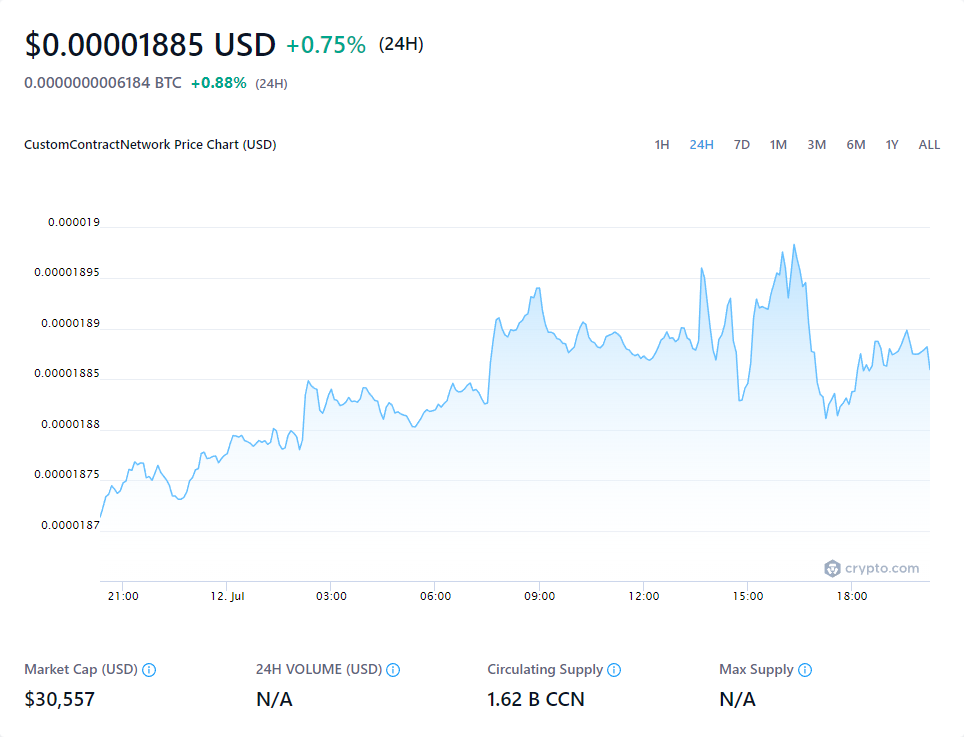 $0.00001885 USD +0.75% (24H)
0.0000000006184 BTC +0.88% (24H)
CustomContractNetwork Price Chart (USD) 1H 24H 7D 1M 3M 6M 1Y ALL
0.000019
0.00001895
0.0000189
0.00001885
0.0000188
0.00001875
0.0000187
crypto.com
21:00 12. Jul 03:00 06:00 09:00 12:00 15:00 18:00
Market Cap (USD) 24H VOLUME (USD) Circulating Supply Max Supply
$30,557 N/A 1.62 B CCN N/A